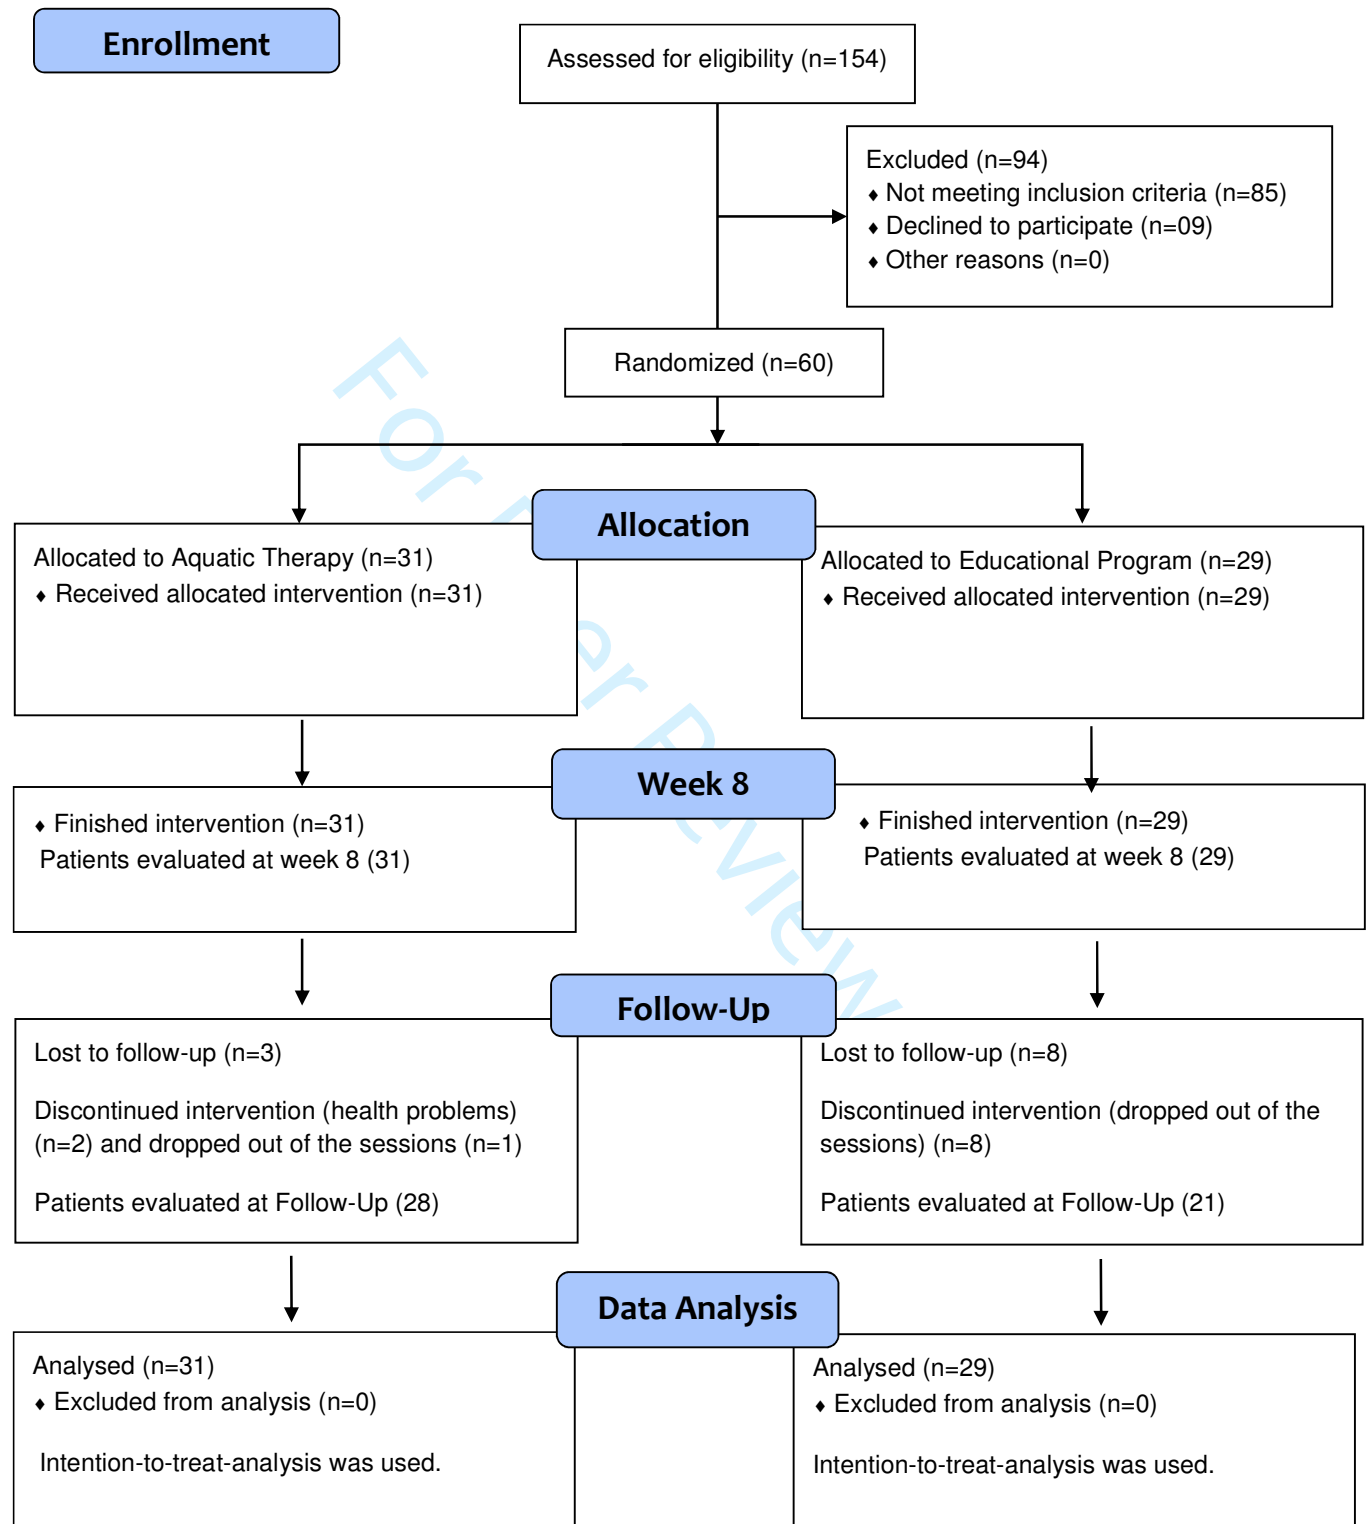 Enrollment
Assessed for eligibility (n=154)
Excluded (n=94)
♦ Not meeting inclusion criteria (n=85)
♦ Declined to participate (n=09)
♦ Other reasons (n=0)
Randomized (n=60)
Allocation
Allocated to Aquatic Therapy (n=31)
♦ Received allocated intervention (n=31)
Allocated to Educational Program (n=29)
♦ Received allocated intervention (n=29)
Week 8
♦ Finished intervention (n=31)
Patients evaluated at week 8 (31)
♦ Finished intervention (n=29)
Patients evaluated at week 8 (29)
Follow-Up
Lost to follow-up (n=3)
Discontinued intervention (health problems)
(n=2) and dropped out of the sessions (n=1)
Patients evaluated at Follow-Up (28)
Lost to follow-up (n=8)
Discontinued intervention (dropped out of the
sessions) (n=8)
Patients evaluated at Follow-Up (21)
Data Analysis
Analysed (n=31)
♦ Excluded from analysis (n=0)
Intention-to-treat-analysis was used.
Analysed (n=29)
♦ Excluded from analysis (n=0)
Intention-to-treat-analysis was used.
For Peer Review